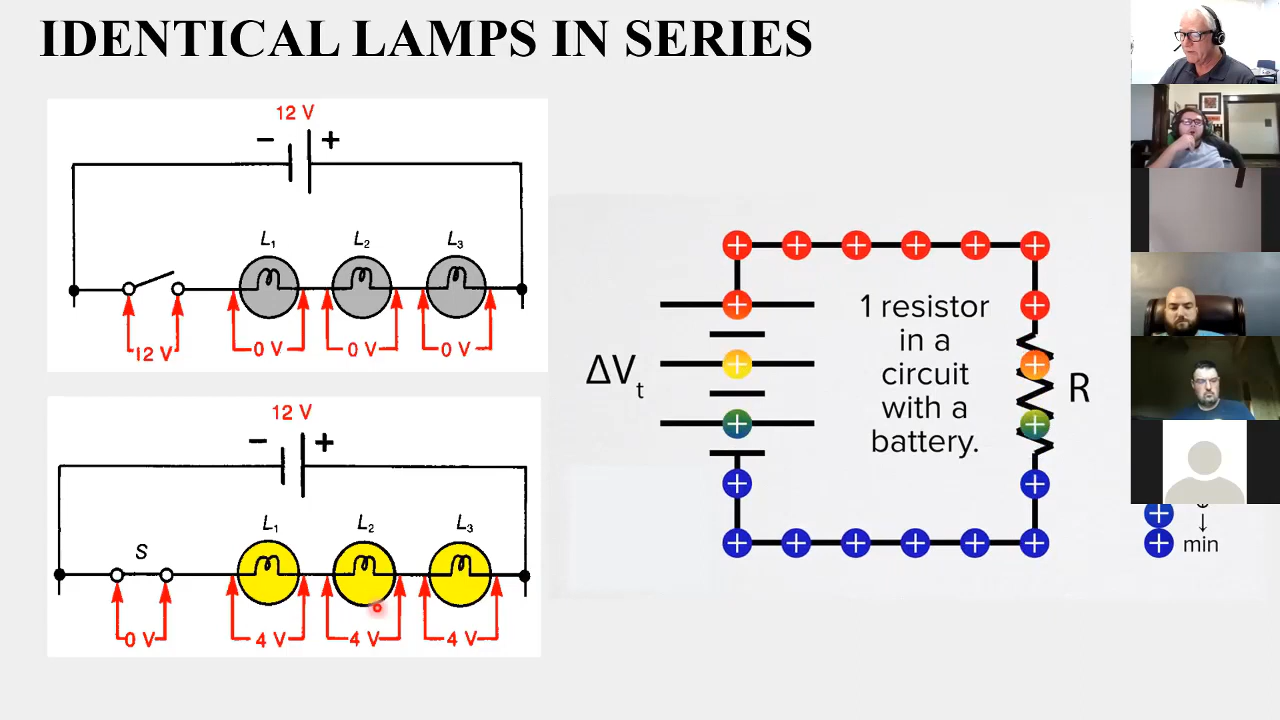 IDENTICAL LAMPS IN SERIES
12 V
− +
L₁ L₂ L₃
12 V 0 V 0 V 0 V
12 V
− +
S L₁ L₂ L₃
0 V 4 V 4 V 4 V
ΔVt
1 resistor
in a
circuit
with a
battery.
R
min